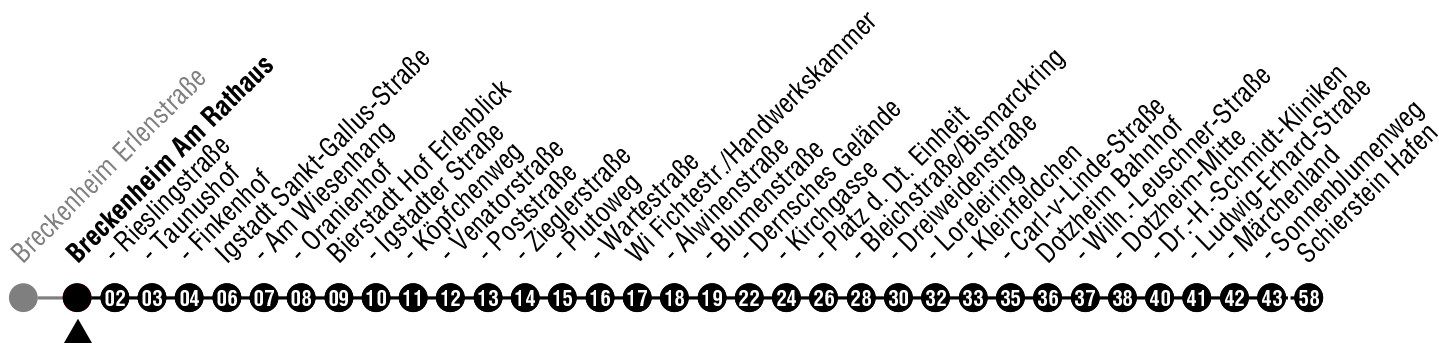 Breckenheim Erlenstraße
Breckenheim Am Rathaus
- Rieslingstraße
- Taunushof
- Finkenhof
Igstadt Sankt-Gallus-Straße
- Am Wiesenhang
- Oranienhof
Bierstadt Hof Erlenblick
- Igstadter Straße
- Köpfchenweg
- Venatorstraße
- Poststraße
- Zieglerstraße
- Plutoweg
- Wartestraße
Wi Fichtestr./Handwerkskammer
- Alwinenstraße
- Blumenstraße
- Dernsches Gelände
- Kirchgasse
- Platz d. Dt. Einheit
- Bleichstraße/Bismarckring
- Dreiweidenstraße
- Loreleiring
- Kleinfeldchen
- Carl-v-Linde-Straße
Dotzheim Bahnhof
- Wilh.-Leuschner-Straße
- Dotzheim-Mitte
- Dr.-H.-Schmidt-Kliniken
- Ludwig-Erhard-Straße
- Märchenland
- Sonnenblumenweg
Schierstein Hafen
02 03 04 06 07 08 09 10 11 12 13 14 15 16 17 18 19 22 24 26 28 30 32 33 35 36 37 38 40 41 42 43 58